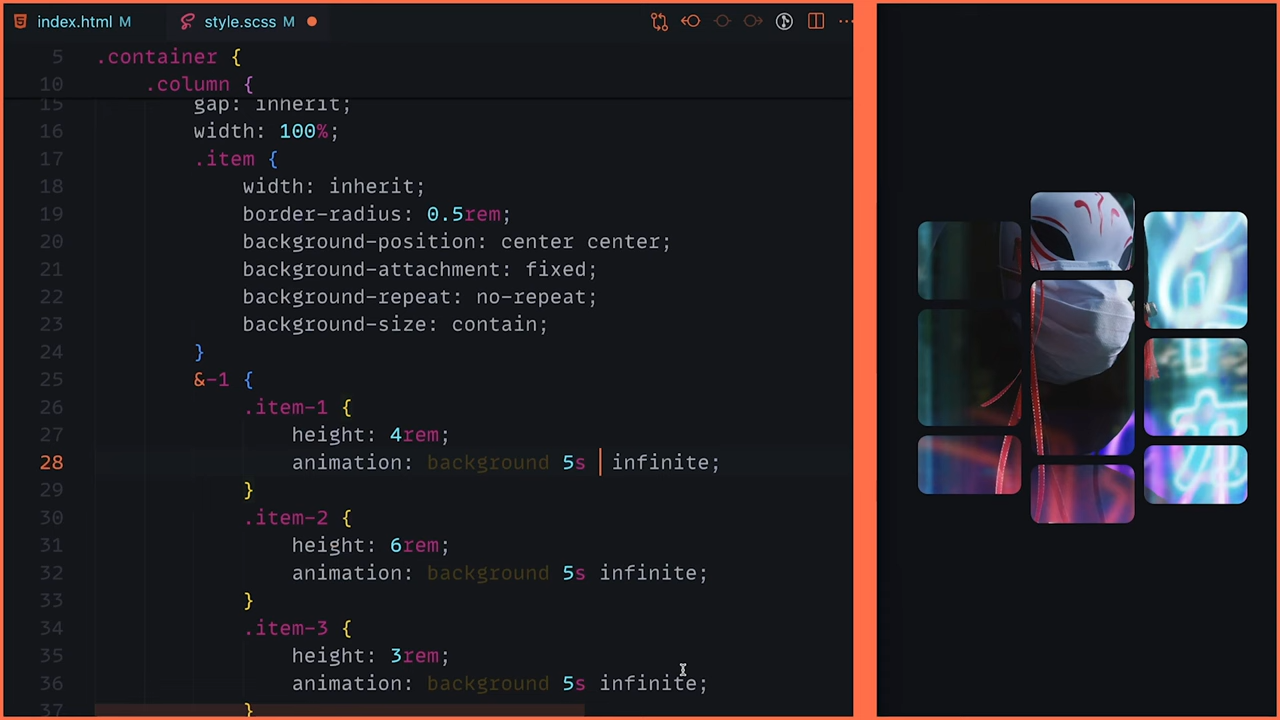 index.html M
style.scss M
5 .container {
10 .column {
15 gap: inherit;
16 width: 100%;
17 .item {
18 width: inherit;
19 border-radius: 0.5rem;
20 background-position: center center;
21 background-attachment: fixed;
22 background-repeat: no-repeat;
23 background-size: contain;
24 }
25 &-1 {
26 .item-1 {
27 height: 4rem;
28 animation: background 5s infinite;
29 }
30 .item-2 {
31 height: 6rem;
32 animation: background 5s infinite;
33 }
34 .item-3 {
35 height: 3rem;
36 animation: background 5s infinite;
37 }